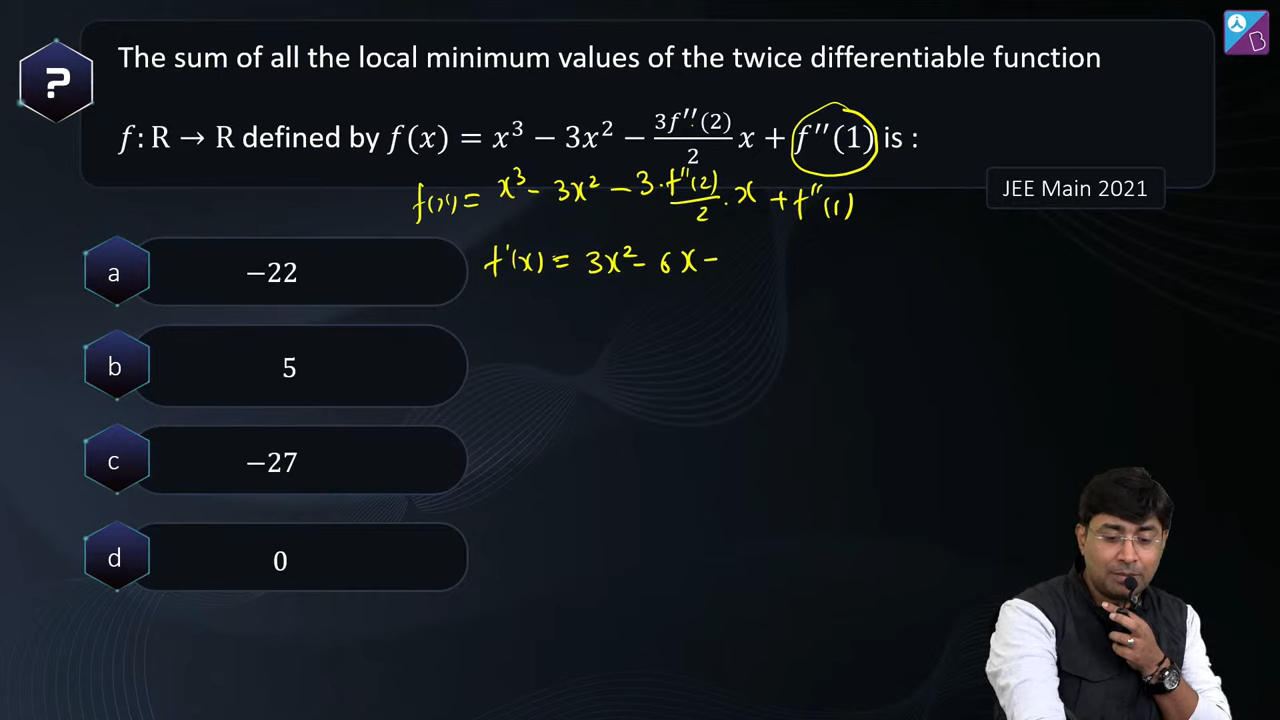 ?
The sum of all the local minimum values of the twice differentiable function
f: R → R defined by f(x) = x³ − 3x² − 3f′′(2)/2 x + f′′(1) is :
JEE Main 2021
f(x) = x³ − 3x² − 3·f′′(2)/2 · x + f′′(1)
f′(x) = 3x² − 6x −
a −22
b 5
c −27
d 0
B